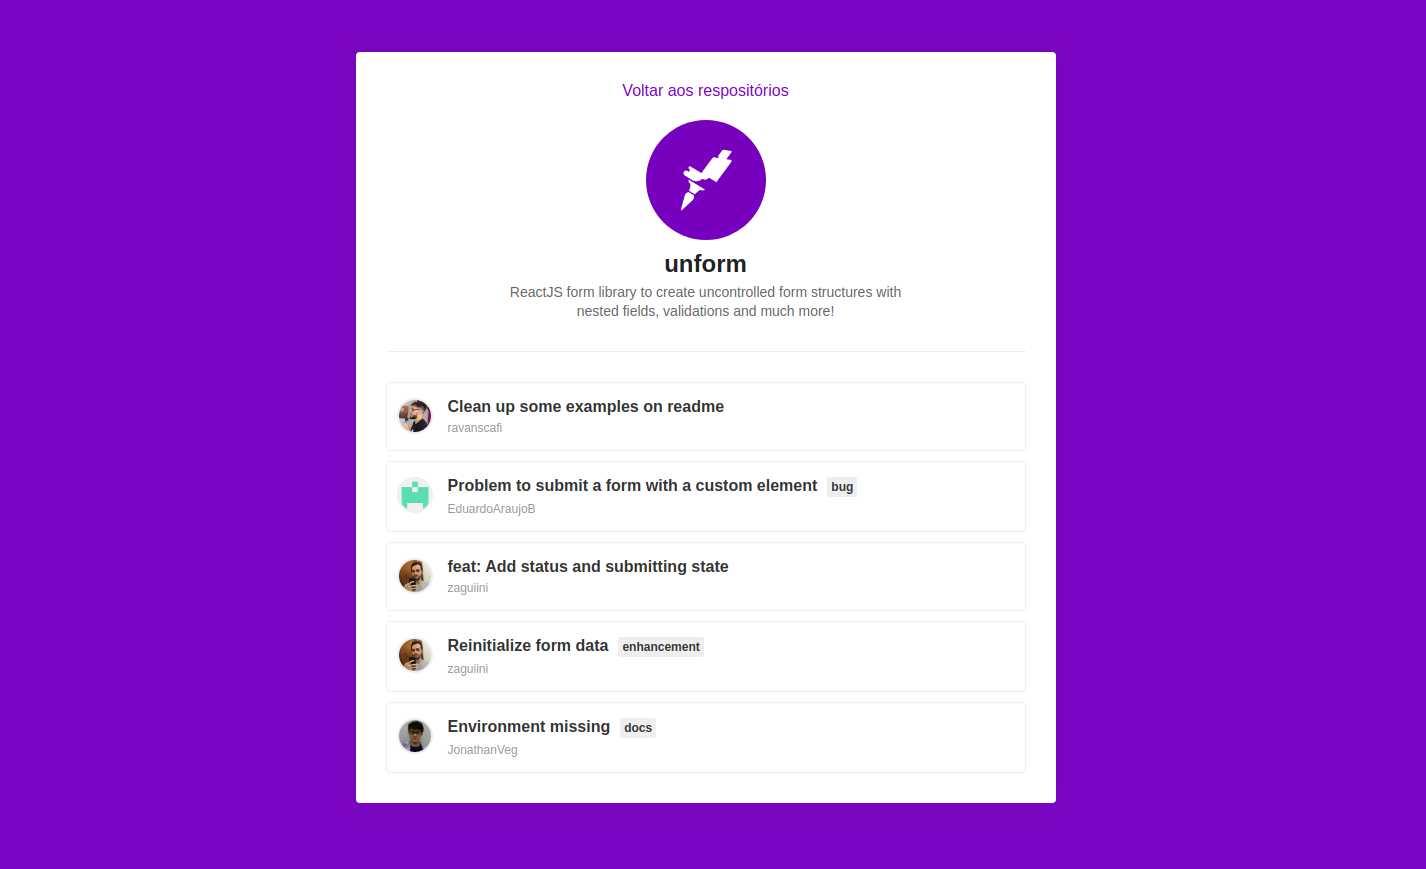 Voltar aos respositórios
unform
ReactJS form library to create uncontrolled form structures with
nested fields, validations and much more!
Clean up some examples on readme
ravanscafi
Problem to submit a form with a custom element bug
EduardoAraujoB
feat: Add status and submitting state
zaguiini
Reinitialize form data enhancement
zaguiini
Environment missing docs
JonathanVeg